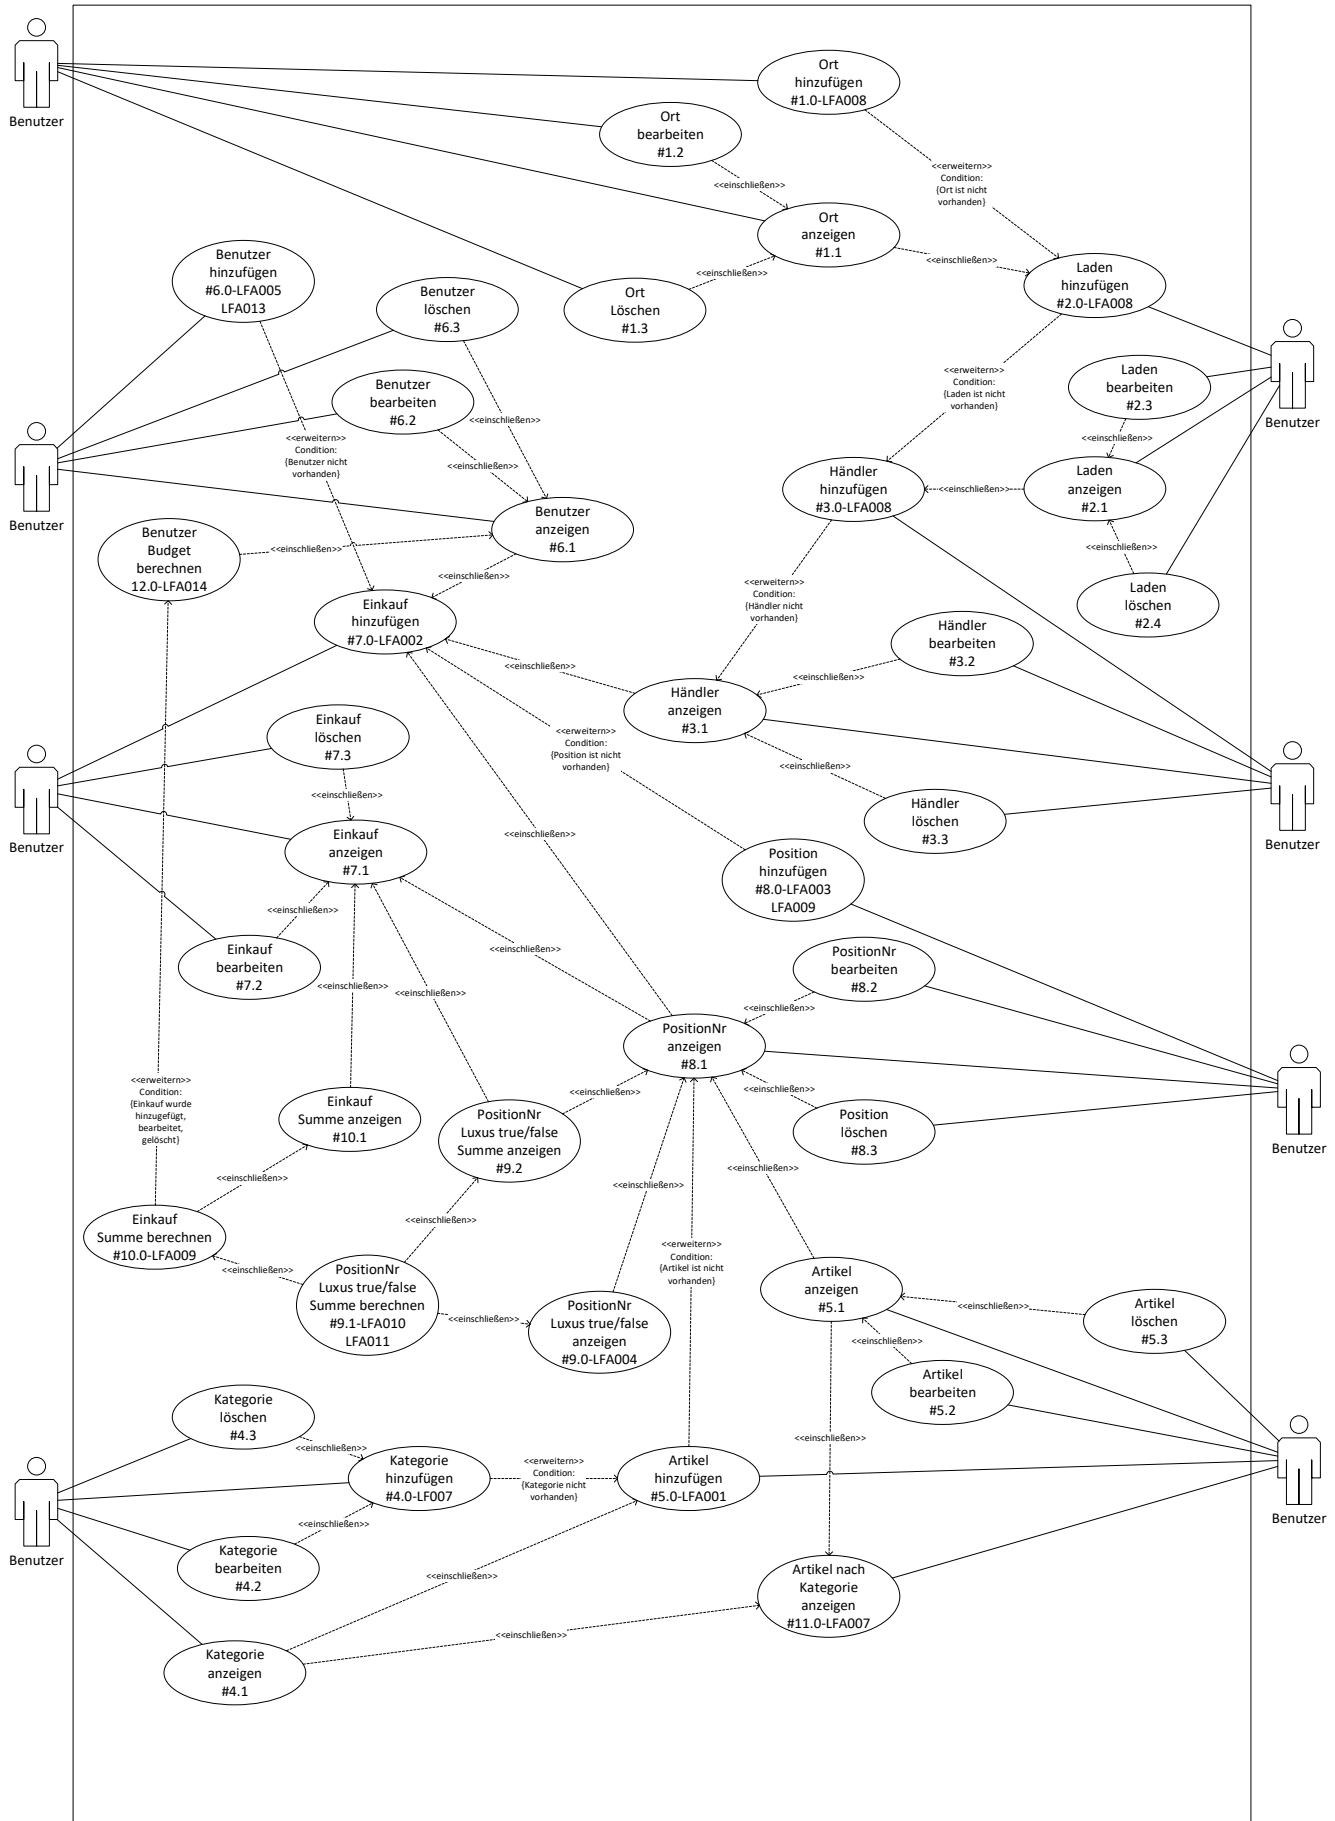 Benutzer
Ort
hinzufügen
#1.0-LFA008
Ort
bearbeiten
#1.2
<<erweitern>>
Condition:
{Ort ist nicht
vorhanden}
<<einschließen>>
Ort
anzeigen
#1.1
<<einschließen>>
<<einschließen>>
Ort
Löschen
#1.3
Laden
hinzufügen
#2.0-LFA008
Benutzer
hinzufügen
#6.0-LFA005
LFA013
Benutzer
löschen
#6.3
Benutzer
bearbeiten
#6.2
<<erweitern>>
Condition:
{Laden ist nicht
vorhanden}
Laden
bearbeiten
#2.3
Benutzer
<<einschließen>>
<<erweitern>>
Condition:
{Benutzer nicht
vorhanden}
<<einschließen>>
<<einschließen>>
Händler
hinzufügen
#3.0-LFA008
<<einschließen>>
Laden
anzeigen
#2.1
Benutzer
Benutzer
anzeigen
#6.1
Benutzer
Budget
berechnen
12.0-LFA014
<<einschließen>>
<<einschließen>>
<<einschließen>>
Laden
löschen
#2.4
<<erweitern>>
Condition:
{Händler nicht
vorhanden}
Einkauf
hinzufügen
#7.0-LFA002
Händler
bearbeiten
#3.2
<<einschließen>>
<<einschließen>>
Händler
anzeigen
#3.1
Einkauf
löschen
#7.3
<<erweitern>>
Condition:
{Position ist nicht
vorhanden}
<<einschließen>>
Händler
löschen
#3.3
Benutzer
Benutzer
<<einschließen>>
Einkauf
anzeigen
#7.1
<<einschließen>>
Position
hinzufügen
#8.0-LFA003
LFA009
<<einschließen>>
Einkauf
bearbeiten
#7.2
<<einschließen>>
PositionNr
bearbeiten
#8.2
<<einschließen>>
<<einschließen>>
<<einschließen>>
PositionNr
anzeigen
#8.1
<<einschließen>>
Position
löschen
#8.3
Benutzer
<<erweitern>>
Condition:
{Einkauf wurde
hinzugefügt,
bearbeitet,
gelöscht}
Einkauf
Summe anzeigen
#10.1
<<einschließen>>
PositionNr
Luxus true/false
Summe anzeigen
#9.2
<<einschließen>>
<<einschließen>>
<<einschließen>>
Einkauf
Summe berechnen
#10.0-LFA009
<<einschließen>>
<<einschließen>>
PositionNr
Luxus true/false
Summe berechnen
#9.1-LFA010
LFA011
<<einschließen>>
PositionNr
Luxus true/false
anzeigen
#9.0-LFA004
<<erweitern>>
Condition:
{Artikel ist nicht
vorhanden}
Artikel
anzeigen
#5.1
<<einschließen>>
Artikel
löschen
#5.3
<<einschließen>>
Artikel
bearbeiten
#5.2
Kategorie
löschen
#4.3
<<einschließen>>
<<einschließen>>
Kategorie
hinzufügen
#4.0-LF007
<<erweitern>>
Condition:
{Kategorie nicht
vorhanden}
Artikel
hinzufügen
#5.0-LFA001
Benutzer
Benutzer
<<einschließen>>
Kategorie
bearbeiten
#4.2
<<einschließen>>
Artikel nach
Kategorie
anzeigen
#11.0-LFA007
<<einschließen>>
Kategorie
anzeigen
#4.1